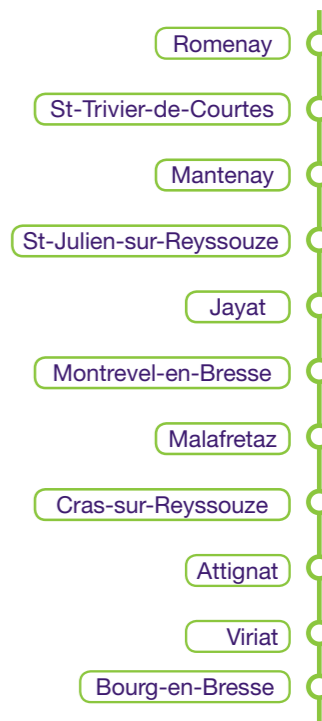 Romenay
St-Trivier-de-Courtes
Mantenay
St-Julien-sur-Reyssouze
Jayat
Montrevel-en-Bresse
Malafretaz
Cras-sur-Reyssouze
Attignat
Viriat
Bourg-en-Bresse